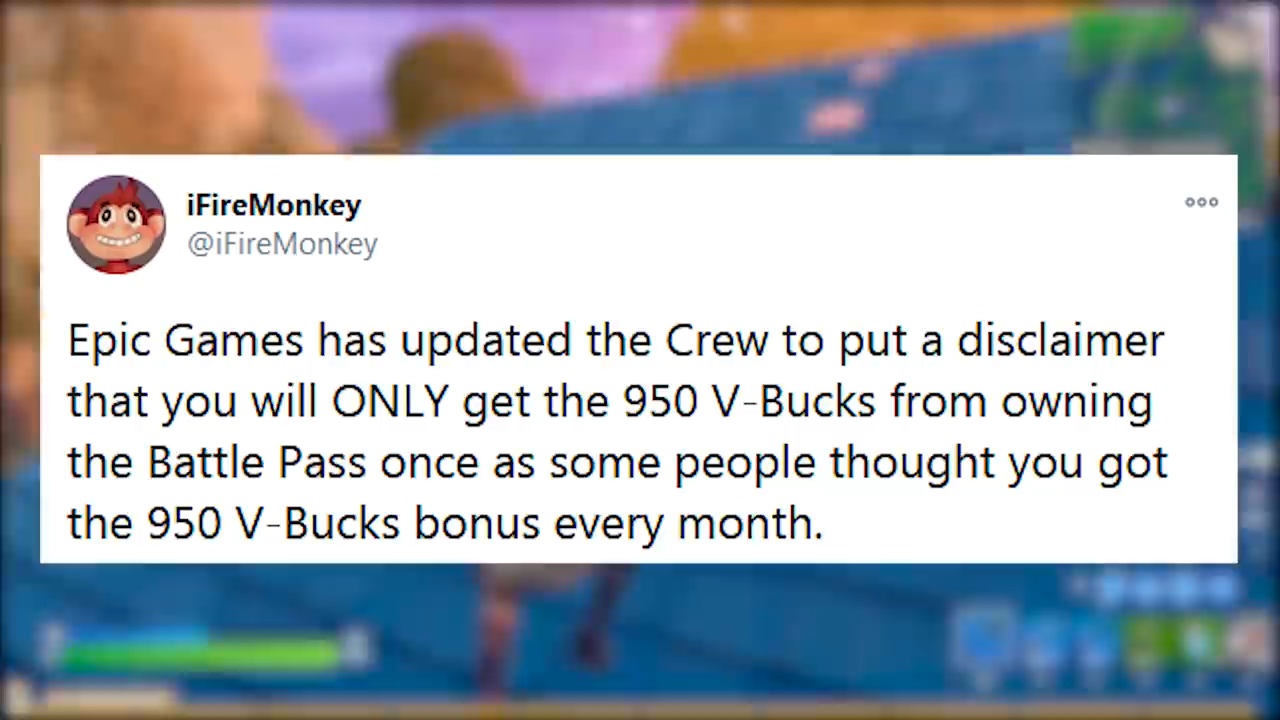 iFireMonkey
@iFireMonkey
Epic Games has updated the Crew to put a disclaimer
that you will ONLY get the 950 V-Bucks from owning
the Battle Pass once as some people thought you got
the 950 V-Bucks bonus every month.